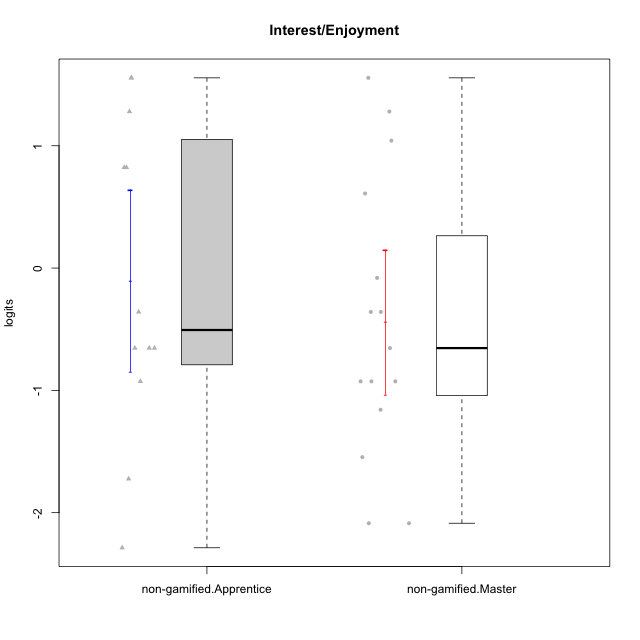 Interest/Enjoyment
logits
1
0
-1
-2
non-gamified.Apprentice
non-gamified.Master